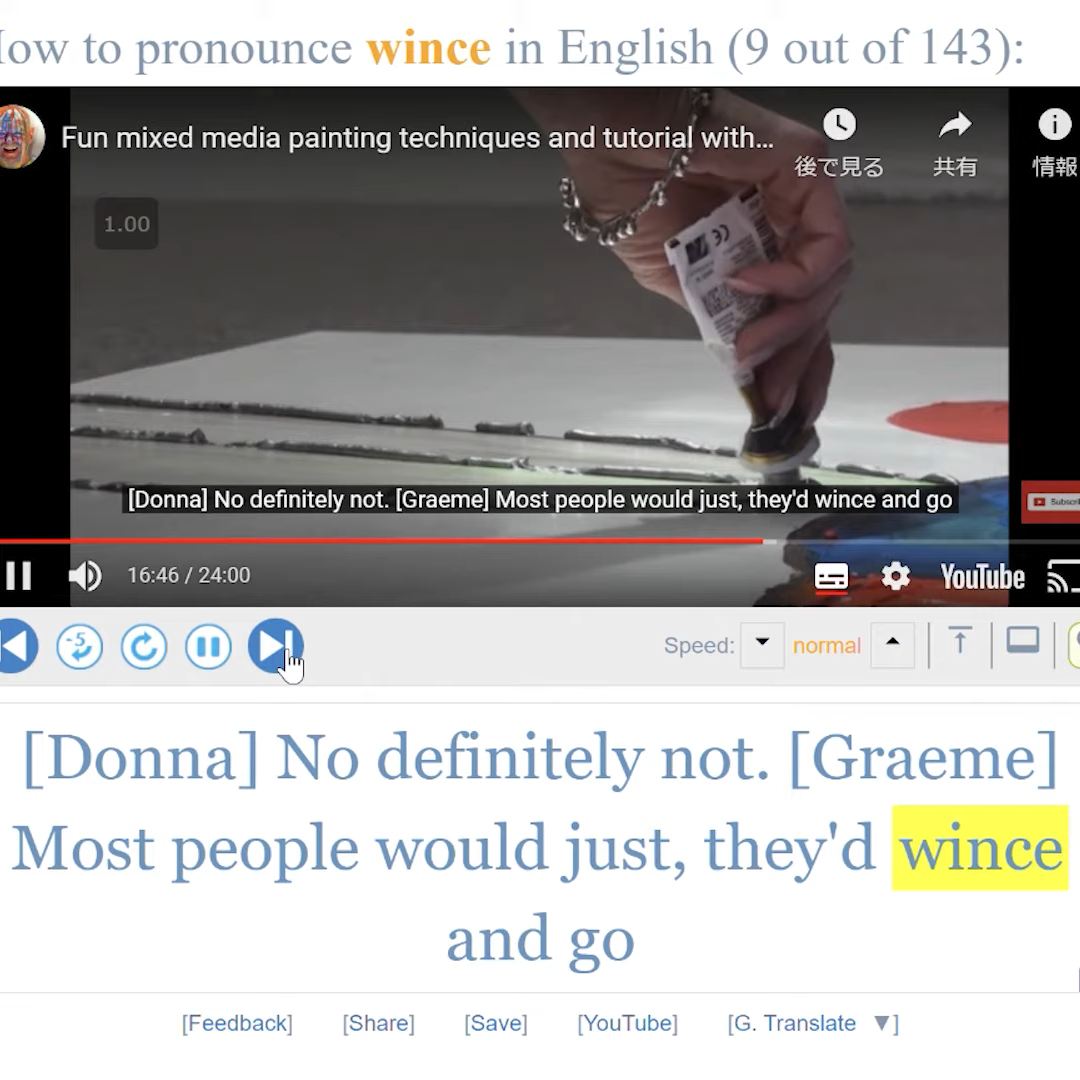 How to pronounce wince in English (9 out of 143):
Fun mixed media painting techniques and tutorial with...
後で見る
共有
情報
1.00
[Donna] No definitely not. [Graeme] Most people would just, they'd wince and go
16:46 / 24:00
YouTube
-5
Speed:
normal
[Donna] No definitely not. [Graeme]
Most people would just, they'd wince
and go
[Feedback] [Share] [Save] [YouTube] [G. Translate ▼]